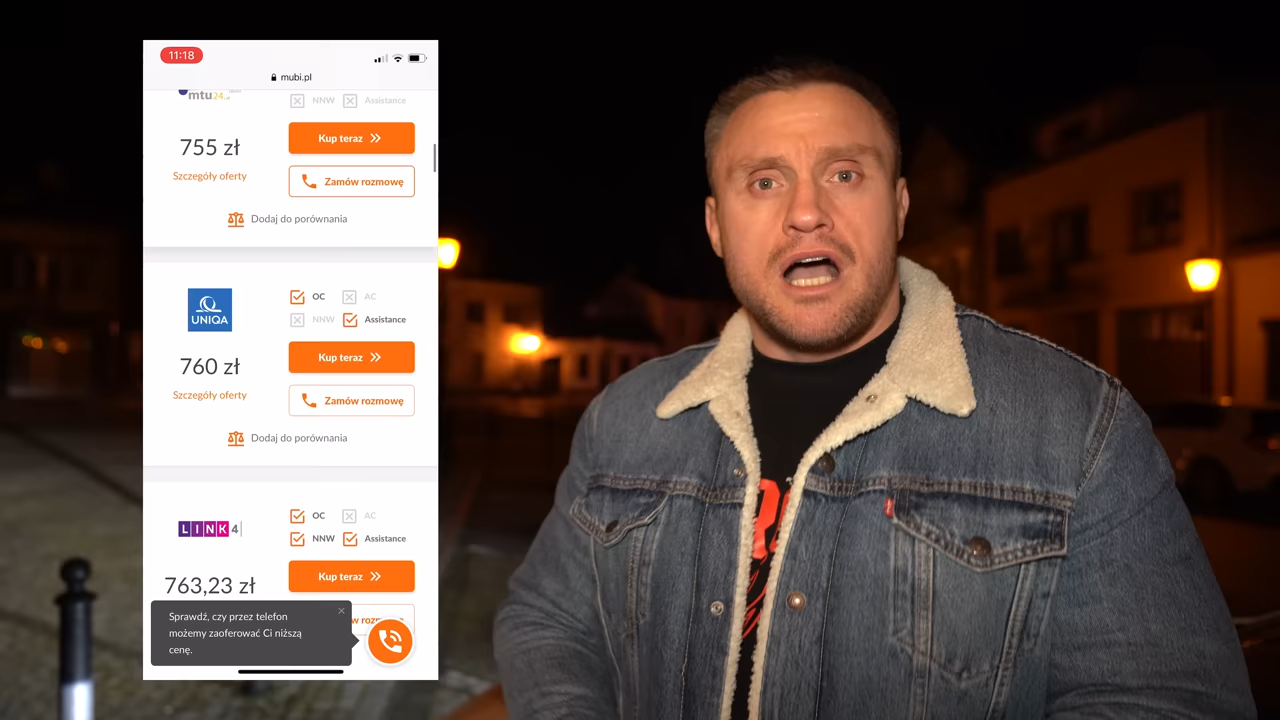 11:18
mubi.pl
mtu24.pl
NNW Assistance
755 zł
Kup teraz
Szczegóły oferty
Zamów rozmowę
Dodaj do porównania
UNIQA
OC AC
NNW Assistance
760 zł
Kup teraz
Szczegóły oferty
Zamów rozmowę
Dodaj do porównania
LINK4
OC AC
NNW Assistance
763,23 zł
Kup teraz
Sprawdź, czy przez telefon
możemy zaoferować Ci niższą
cenę.